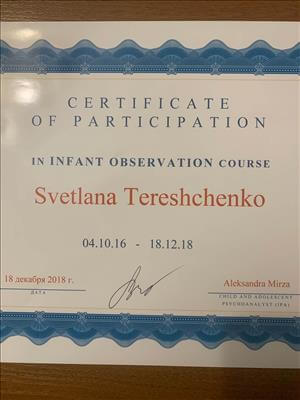 CERTIFICATE
OF PARTICIPATION
IN INFANT OBSERVATION COURSE
Svetlana Tereshchenko
04.10.16 - 18.12.18
18 декабря 2018 г.
ДАТА
Aleksandra Mirza
CHILD AND ADOLESCENT
PSYCHOANALYST (IPA)